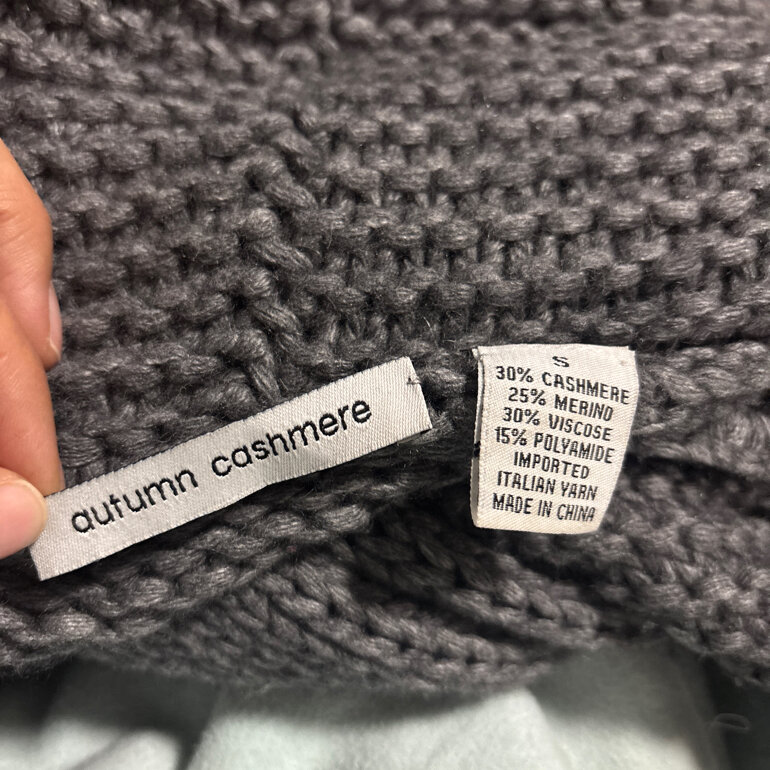 autumn cashmere
S
30% CASHMERE
25% MERINO
30% VISCOSE
15% POLYAMIDE
IMPORTED
ITALIAN YARN
MADE IN CHINA